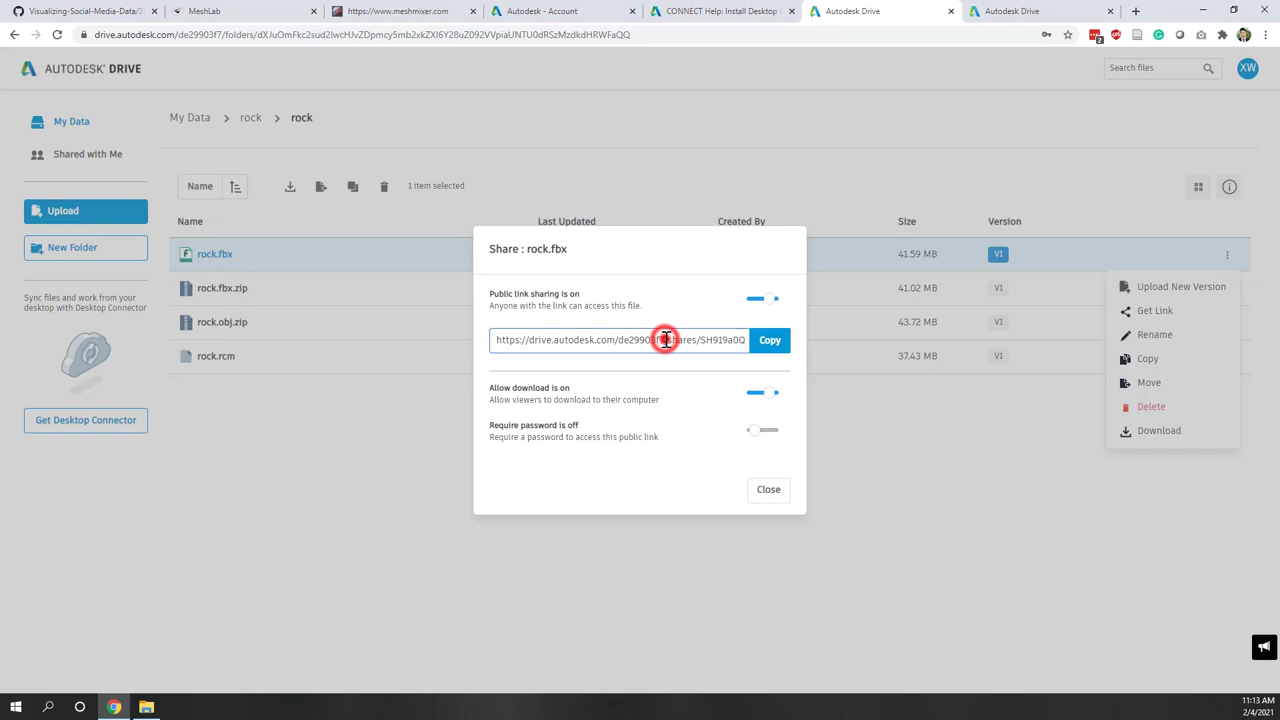 Visualizing-Social-Media-Data/3
MeshLab
https://www.meshmixer.com
Autodesk - Account
CONNECT Help: Install Desktop C
Autodesk Drive
Autodesk Drive
2
AUTODESK® DRIVE
Search files
XW
My Data
Shared with Me
Upload
New Folder
Sync files and work from your
desktop with Desktop Connector
Get Desktop Connector
My Data > rock > rock
Name
1 item selected
Name Last Updated Created By Size Version
rock.fbx 41.59 MB V1
rock.fbx.zip 41.02 MB V1
rock.obj.zip 43.72 MB V1
rock.rcm 37.43 MB V1
Share : rock.fbx
Public link sharing is on
Anyone with the link can access this file.
Copy
Allow download is on
Allow viewers to download to their computer
Require password is off
Require a password to access this public link
Close
Upload New Version
Get Link
Rename
Copy
Move
Delete
Download
11:13 AM
2/4/2021